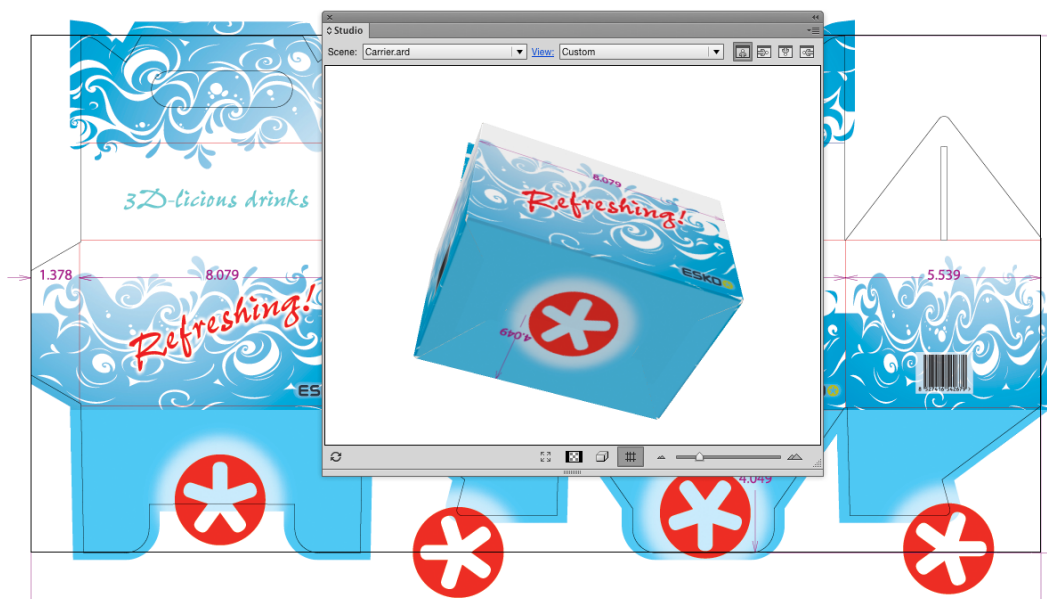 Studio
Scene: Carrier.ard View: Custom
3D-licious drinks
8.079
Refreshing!
ESKO
4.049
1.378
8.079
5.539
Refreshing!
ES
4.049